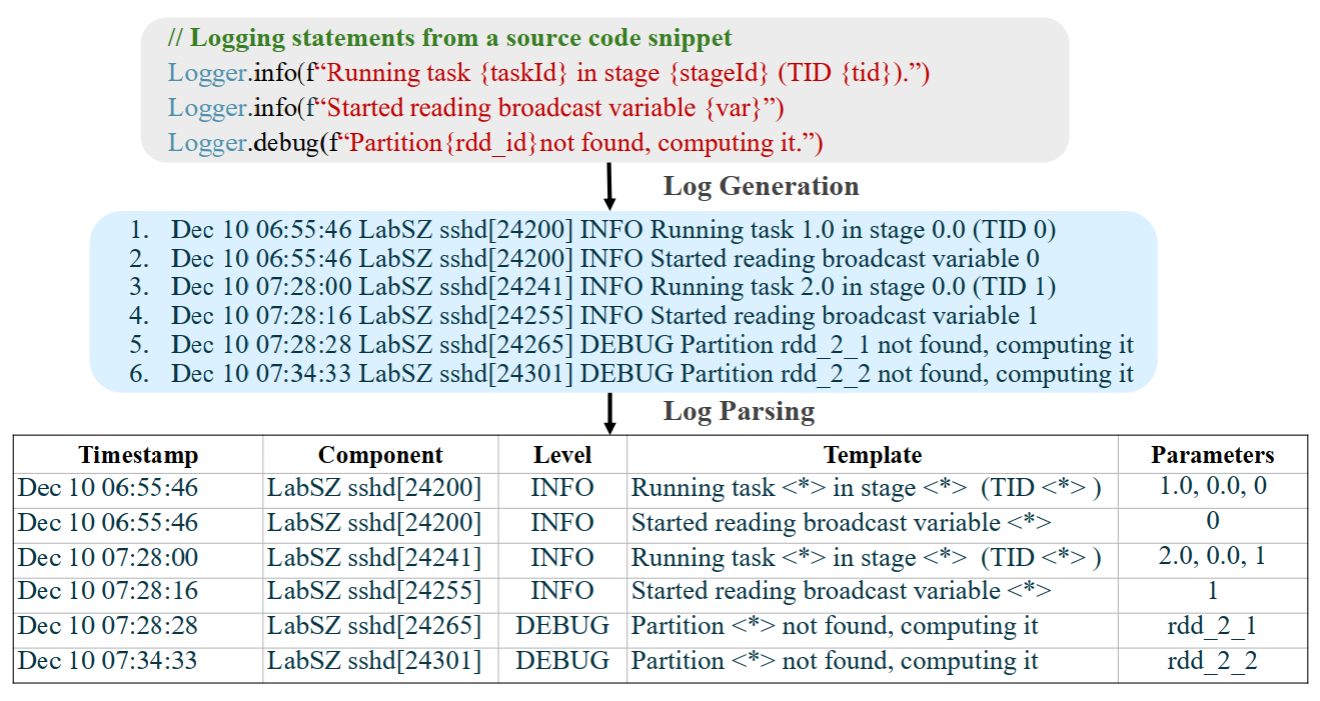 // Logging statements from a source code snippet
Logger.info(f“Running task {taskId} in stage {stageId} (TID {tid}).”)
Logger.info(f“Started reading broadcast variable {var}”)
Logger.debug(f“Partition{rdd_id}not found, computing it.”)
Log Generation
1. Dec 10 06:55:46 LabSZ sshd[24200] INFO Running task 1.0 in stage 0.0 (TID 0)
2. Dec 10 06:55:46 LabSZ sshd[24200] INFO Started reading broadcast variable 0
3. Dec 10 07:28:00 LabSZ sshd[24241] INFO Running task 2.0 in stage 0.0 (TID 1)
4. Dec 10 07:28:16 LabSZ sshd[24255] INFO Started reading broadcast variable 1
5. Dec 10 07:28:28 LabSZ sshd[24265] DEBUG Partition rdd_2_1 not found, computing it
6. Dec 10 07:34:33 LabSZ sshd[24301] DEBUG Partition rdd_2_2 not found, computing it
Log Parsing
Timestamp Component Level Template Parameters
Dec 10 06:55:46 LabSZ sshd[24200] INFO Running task <*> in stage <*> (TID <*> ) 1.0, 0.0, 0
Dec 10 06:55:46 LabSZ sshd[24200] INFO Started reading broadcast variable <*> 0
Dec 10 07:28:00 LabSZ sshd[24241] INFO Running task <*> in stage <*> (TID <*> ) 2.0, 0.0, 1
Dec 10 07:28:16 LabSZ sshd[24255] INFO Started reading broadcast variable <*> 1
Dec 10 07:28:28 LabSZ sshd[24265] DEBUG Partition <*> not found, computing it rdd_2_1
Dec 10 07:34:33 LabSZ sshd[24301] DEBUG Partition <*> not found, computing it rdd_2_2